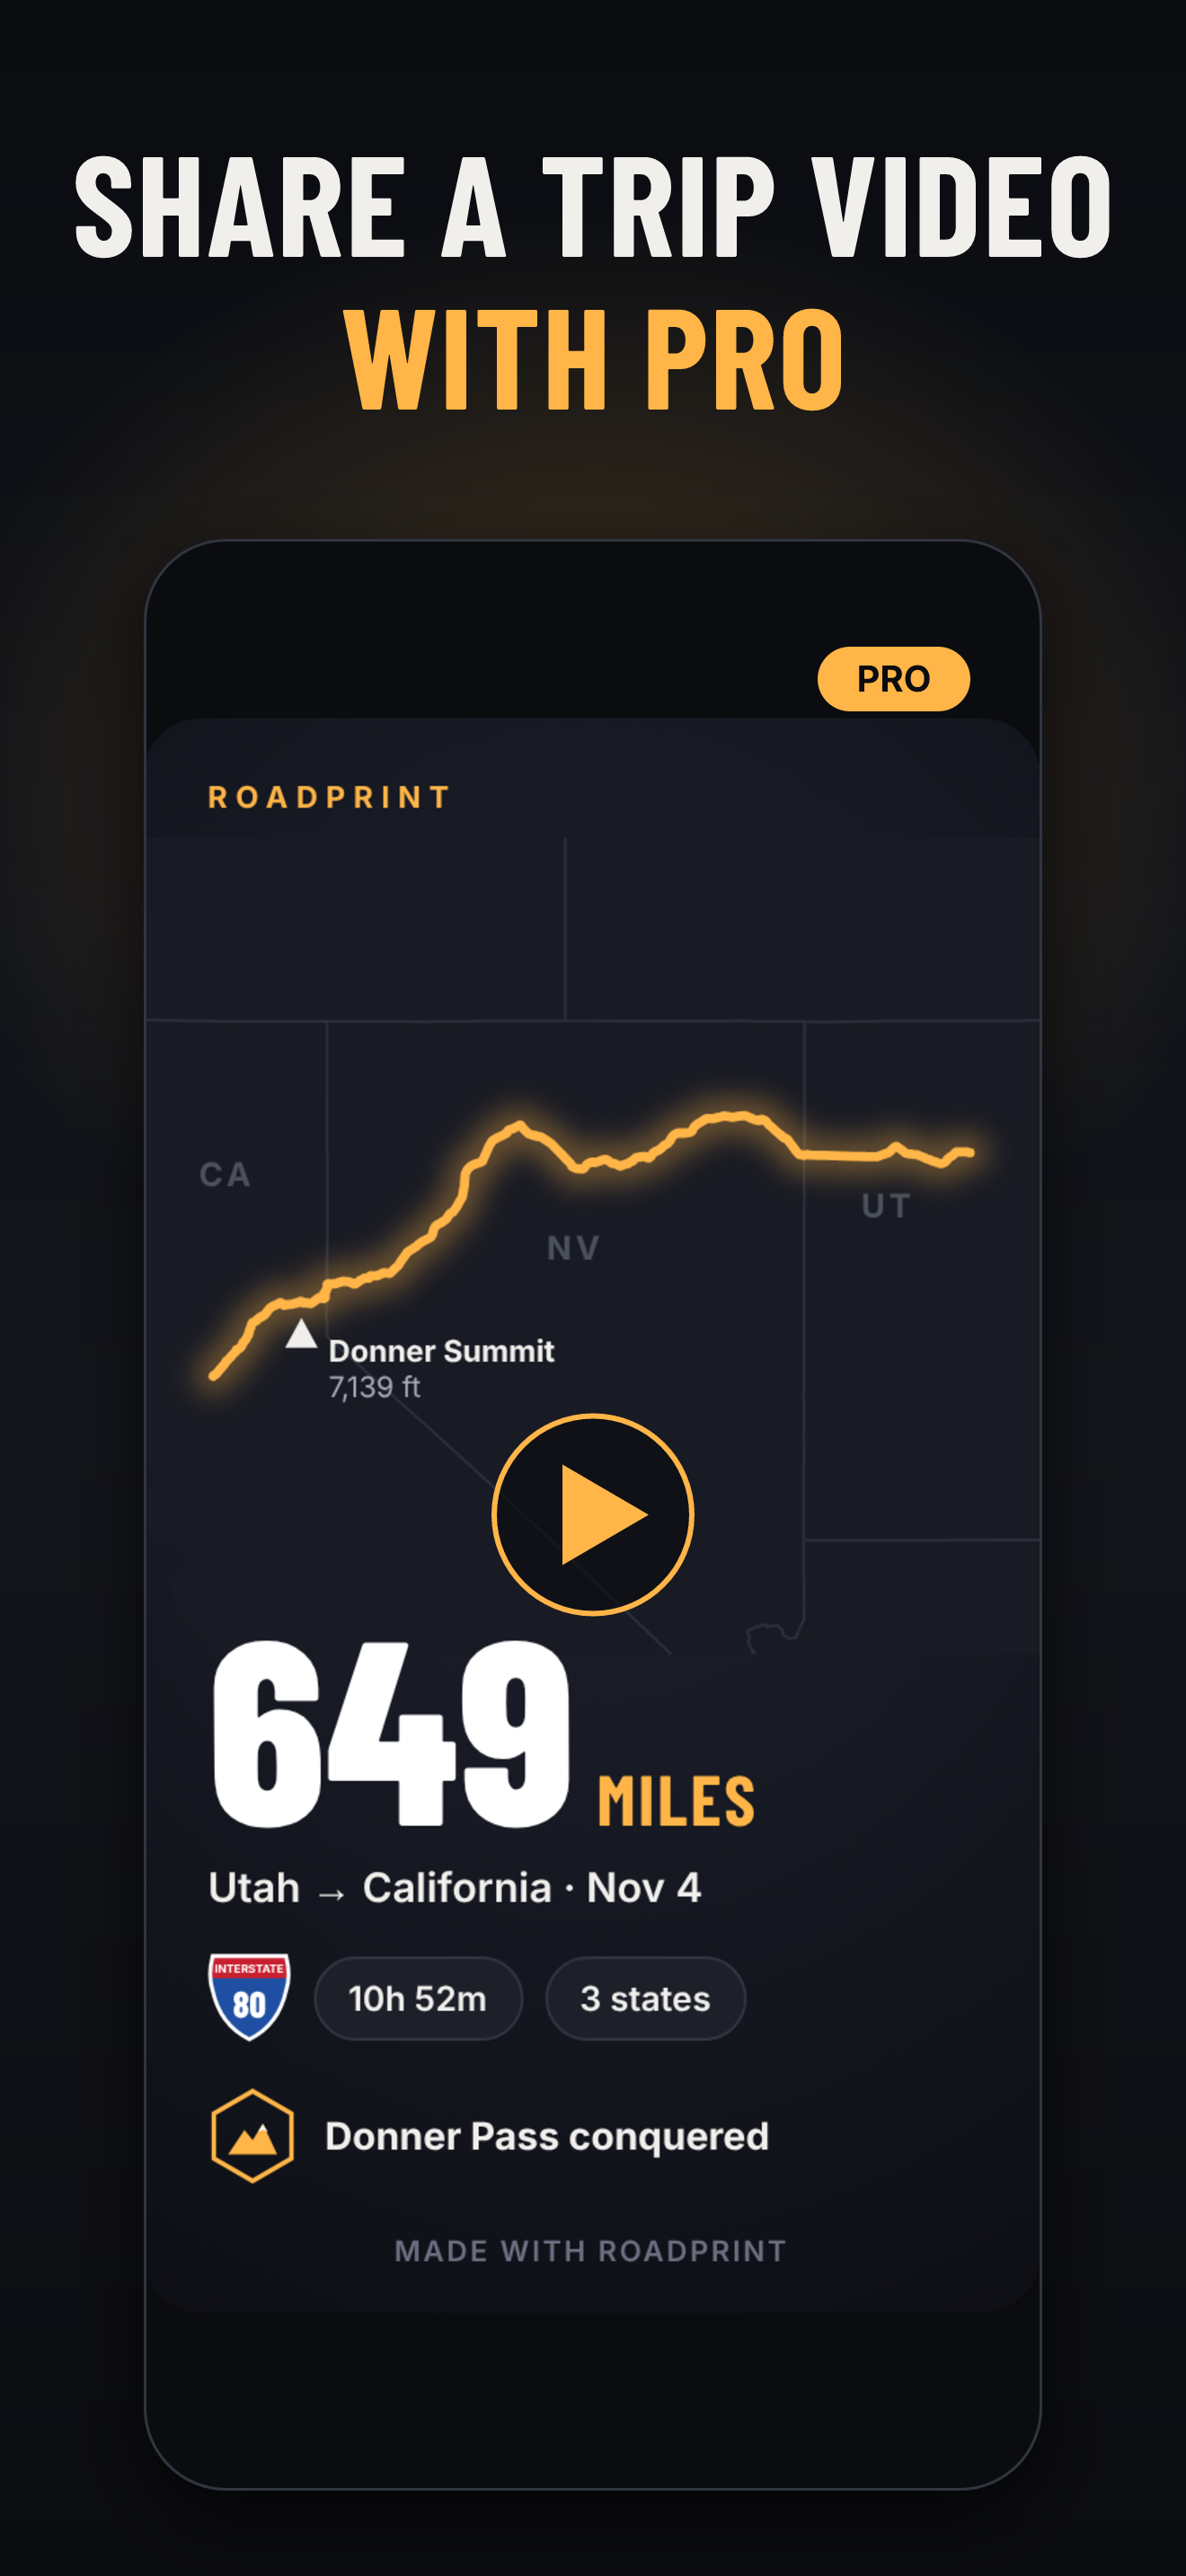 SHARE A TRIP VIDEO
WITH PRO
PRO
ROADPRINT
CA
UT
NV
Donner Summit
7,139 ft
649 MILES
Utah → California · Nov 4
INTERSTATE
80
10h 52m
3 states
Donner Pass conquered
MADE WITH ROADPRINT